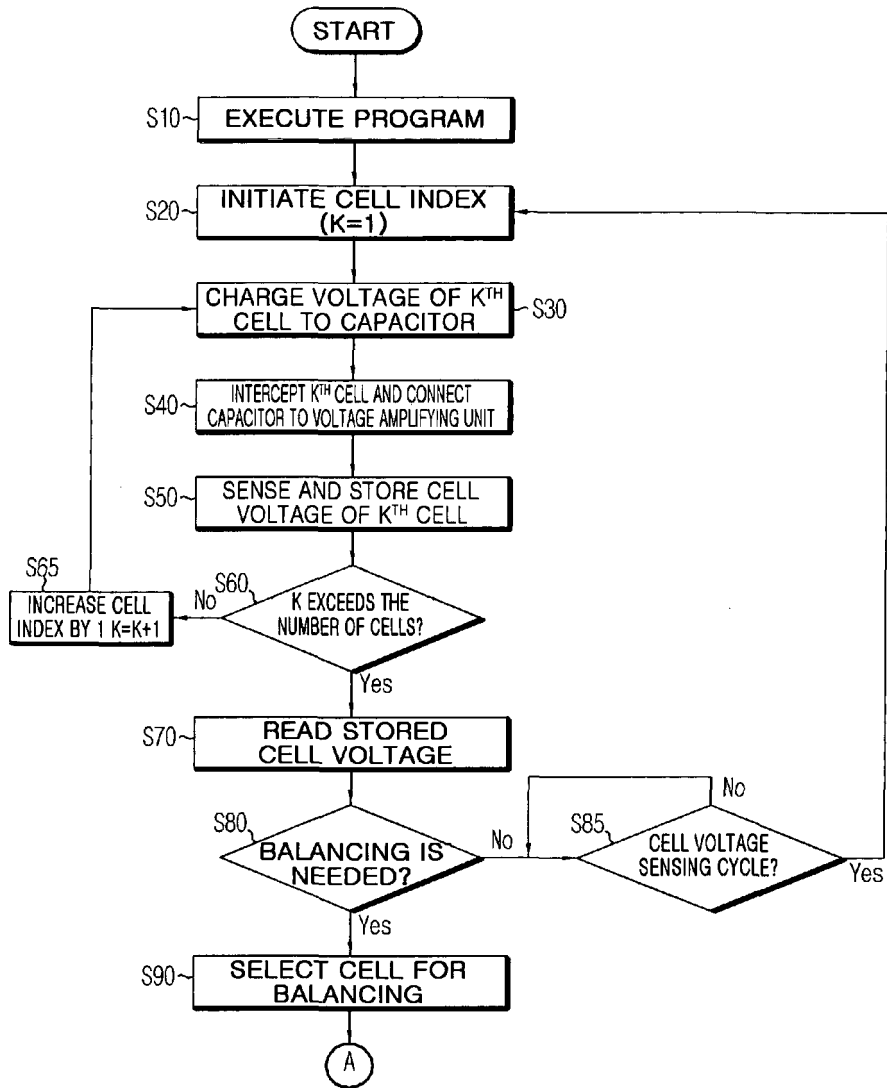 START
S10~
EXECUTE PROGRAM
S20~
INITIATE CELL INDEX
(K=1)
CHARGE VOLTAGE OF Kᵀᴴ
CELL TO CAPACITOR
~S30
S40~
INTERCEPT Kᵀᴴ CELL AND CONNECT
CAPACITOR TO VOLTAGE AMPLIFYING UNIT
S50~
SENSE AND STORE CELL
VOLTAGE OF Kᵀᴴ CELL
S65
INCREASE CELL
INDEX BY 1 K=K+1
No
S60
K EXCEEDS THE
NUMBER OF CELLS?
Yes
S70~
READ STORED
CELL VOLTAGE
S80
BALANCING IS
NEEDED?
No
Yes
S85
CELL VOLTAGE
SENSING CYCLE?
No
Yes
S90~
SELECT CELL FOR
BALANCING
A